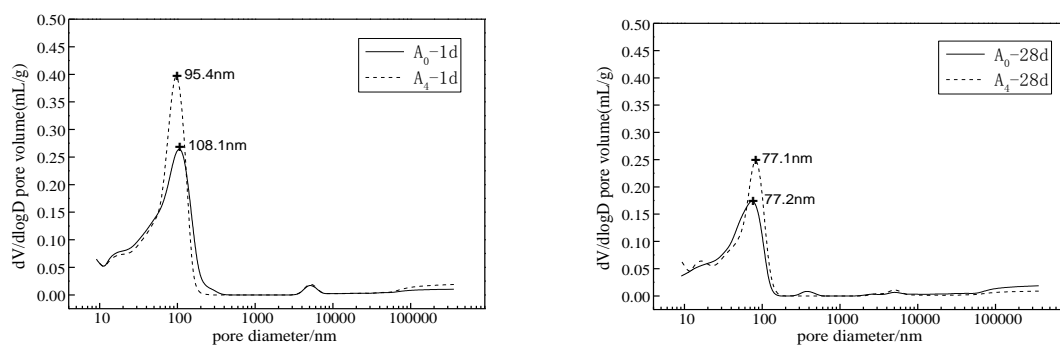 0.50
0.45
0.40
0.35
0.30
0.25
0.20
0.15
0.10
0.05
0.00
dV/dlogD pore volume(mL/g)
A0-1d
A4-1d
95.4nm
108.1nm
10 100 1000 10000 100000
pore diameter/nm
0.50
0.45
0.40
0.35
0.30
0.25
0.20
0.15
0.10
0.05
0.00
dV/dlogD pore volume(mL/g)
A0-28d
A4-28d
77.1nm
77.2nm
10 100 1000 10000 100000
pore diameter/nm